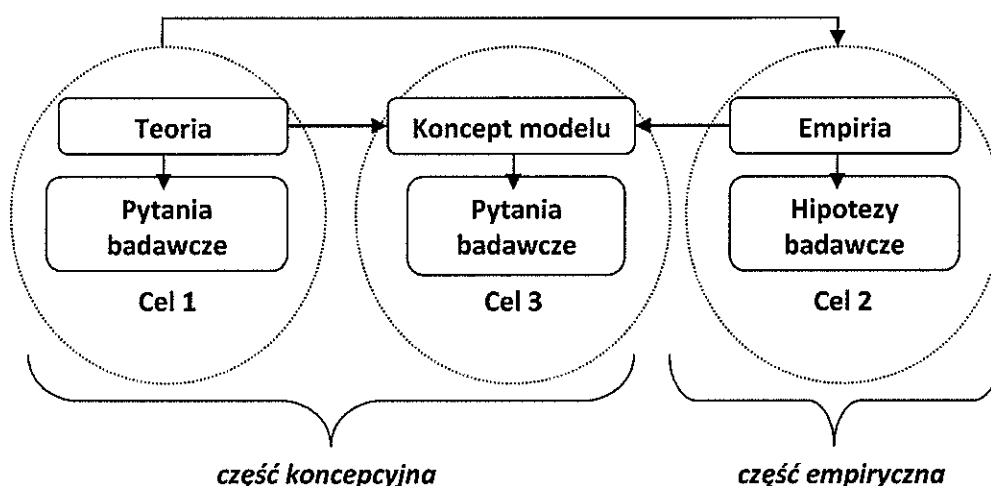 Teoria
Koncept modelu
Empiria
Pytania
badawcze
Pytania
badawcze
Hipotezy
badawcze
Cel 1
Cel 3
Cel 2
część koncepcyjna
część empiryczna